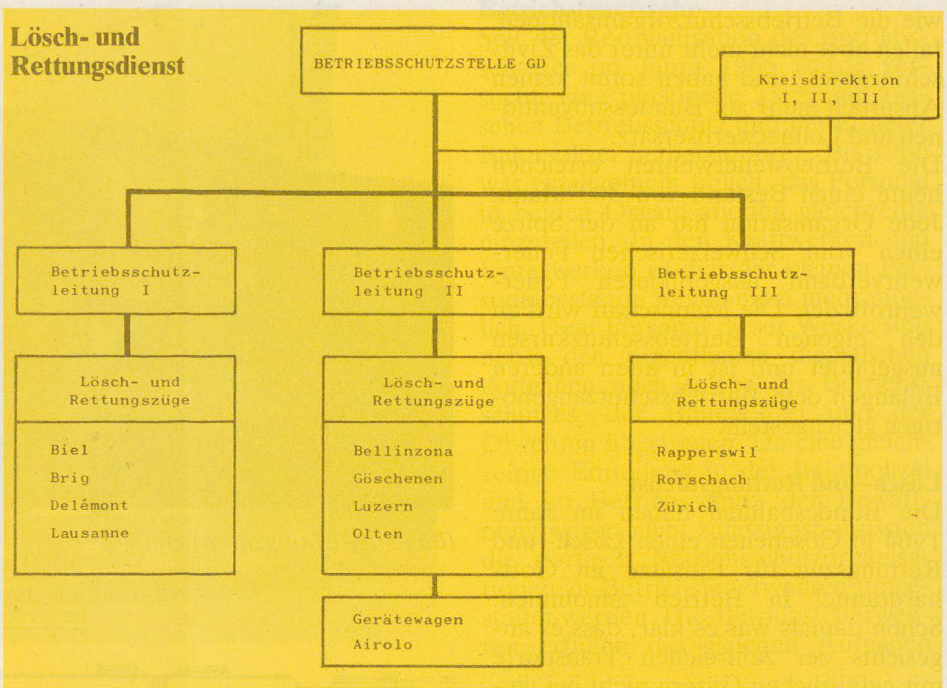 Lösch- und
Rettungsdienst
BETRIEBSSCHUTZSTELLE GD
Kreisdirektion
I, II, III
Betriebsschutz-
leitung I
Betriebsschutz-
leitung II
Betriebsschutz-
leitung III
Lösch- und
Rettungszüge
Biel
Brig
Delémont
Lausanne
Lösch- und
Rettungszüge
Bellinzona
Göschenen
Luzern
Olten
Lösch- und
Rettungszüge
Rapperswil
Rorschach
Zürich
Gerätewagen
Airolo